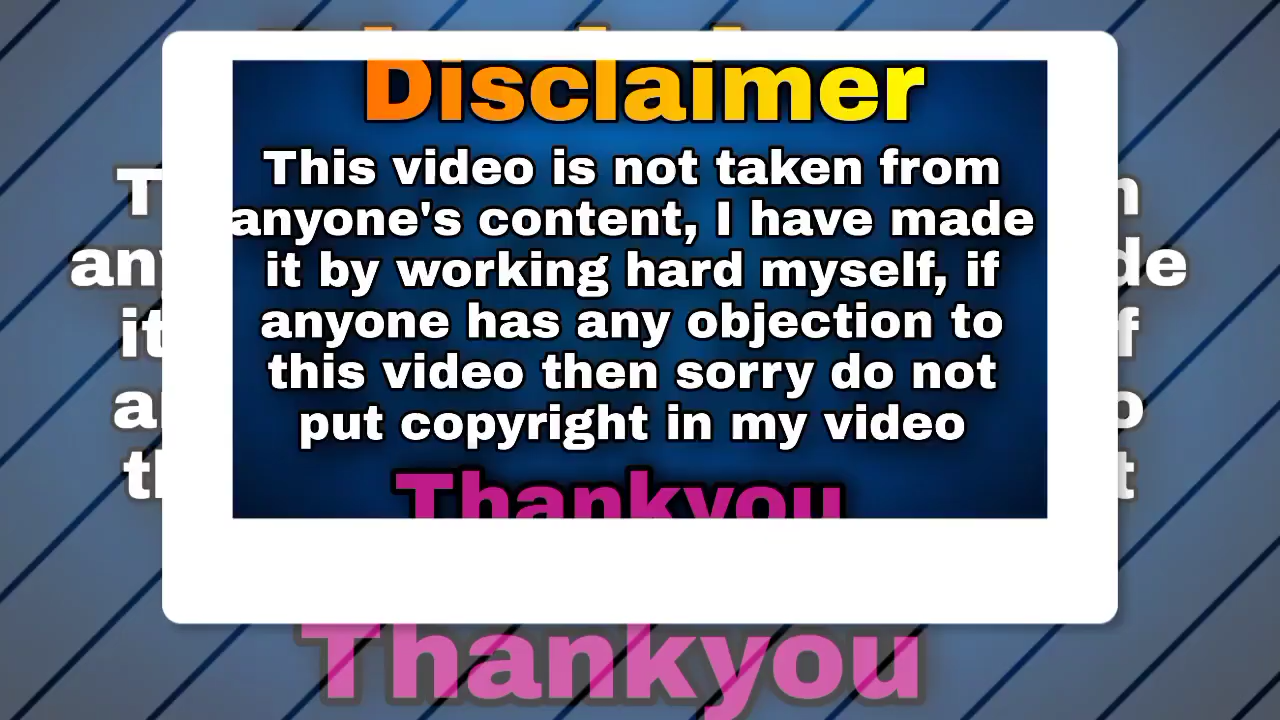 Disclaimer
This video is not taken from
anyone's content, I have made
it by working hard myself, if
anyone has any objection to
this video then sorry do not
put copyright in my video
Thankyou
Thankyou